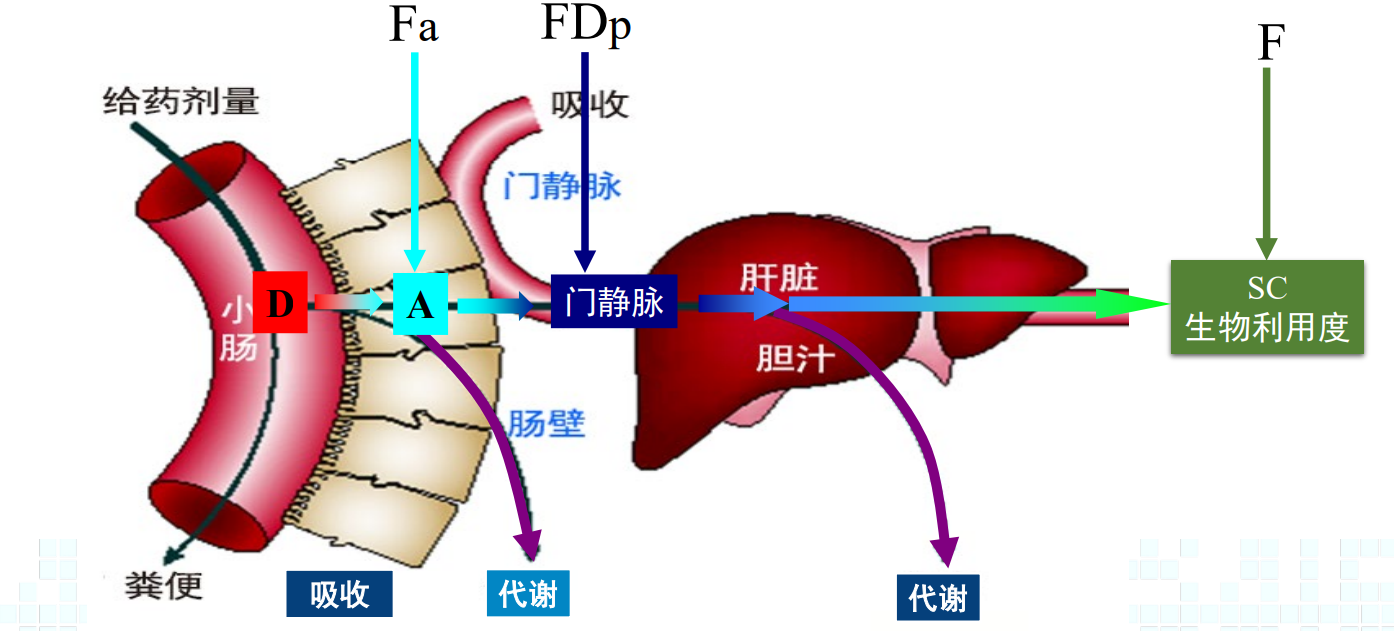 Fa
FDp
F
给药剂量
吸收
门静脉
小
肠
D
A
门静脉
肝脏
胆汁
SC
生物利用度
肠壁
粪便
吸收
代谢
代谢